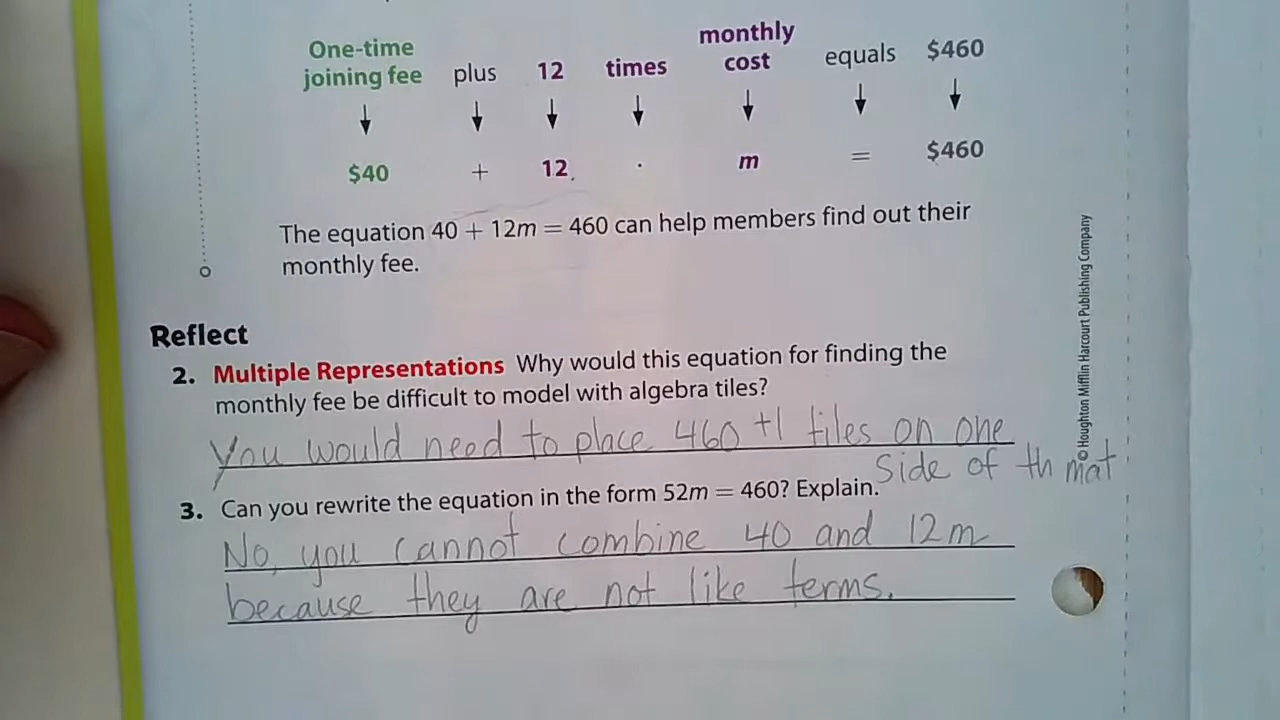 One-time joining fee plus 12 times monthly cost equals $460
$40 + 12 · m = $460
The equation 40 + 12m = 460 can help members find out their
monthly fee.
Reflect
2. Multiple Representations Why would this equation for finding the
monthly fee be difficult to model with algebra tiles?
You would need to place 460 +1 tiles on one
Side of th mat
3. Can you rewrite the equation in the form 52m = 460? Explain.
No, you cannot combine 40 and 12m
because they are not like terms.
© Houghton Mifflin Harcourt Publishing Company